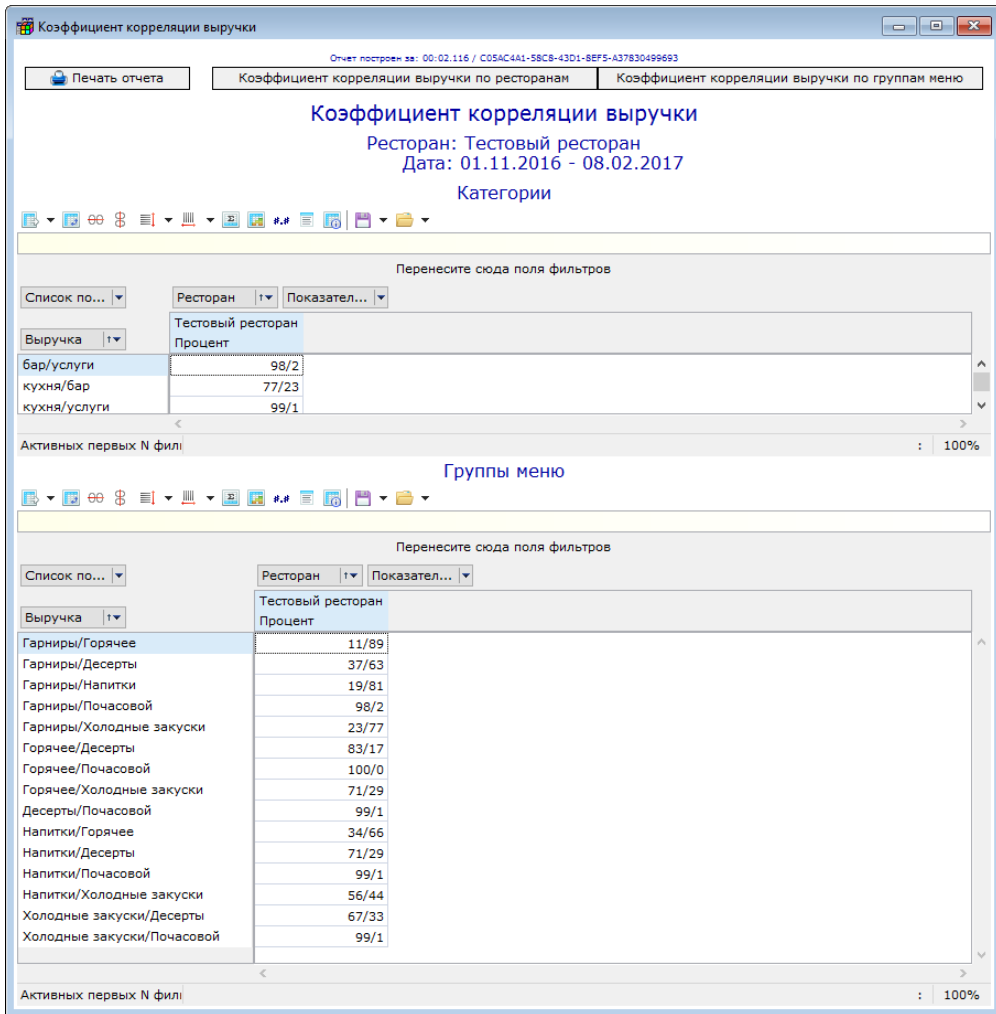 Коэффициент корреляции выручки
Отчет построен за: 00:02.116 / C05AC4A1-58C8-43D1-8EF5-A37830499693
Печать отчета Коэффициент корреляции выручки по ресторанам Коэффициент корреляции выручки по группам меню
Коэффициент корреляции выручки
Ресторан: Тестовый ресторан
Дата: 01.11.2016 - 08.02.2017
Категории
Перенесите сюда поля фильтров
Список по... Ресторан Показател...
Тестовый ресторан
Выручка Процент
бар/услуги 98/2
кухня/бар 77/23
кухня/услуги 99/1
Активных первых N фил : 100%
Группы меню
Перенесите сюда поля фильтров
Список по... Ресторан Показател...
Тестовый ресторан
Выручка Процент
Гарниры/Горячее 11/89
Гарниры/Десерты 37/63
Гарниры/Напитки 19/81
Гарниры/Почасовой 98/2
Гарниры/Холодные закуски 23/77
Горячее/Десерты 83/17
Горячее/Почасовой 100/0
Горячее/Холодные закуски 71/29
Десерты/Почасовой 99/1
Напитки/Горячее 34/66
Напитки/Десерты 71/29
Напитки/Почасовой 99/1
Напитки/Холодные закуски 56/44
Холодные закуски/Десерты 67/33
Холодные закуски/Почасовой 99/1
Активных первых N фил : 100%